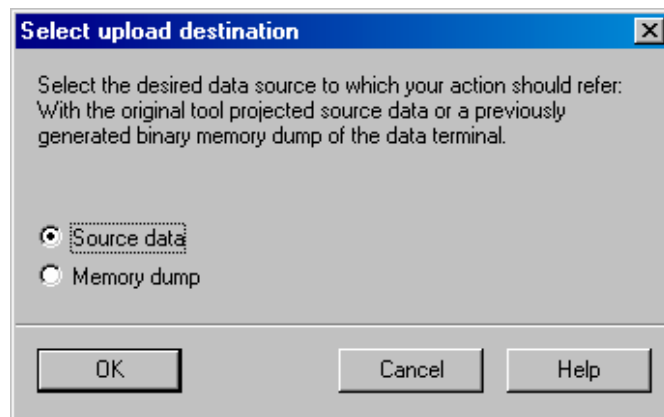 Select upload destination
Select the desired data source to which your action should refer:
With the original tool projected source data or a previously
generated binary memory dump of the data terminal.
Source data
Memory dump
OK Cancel Help